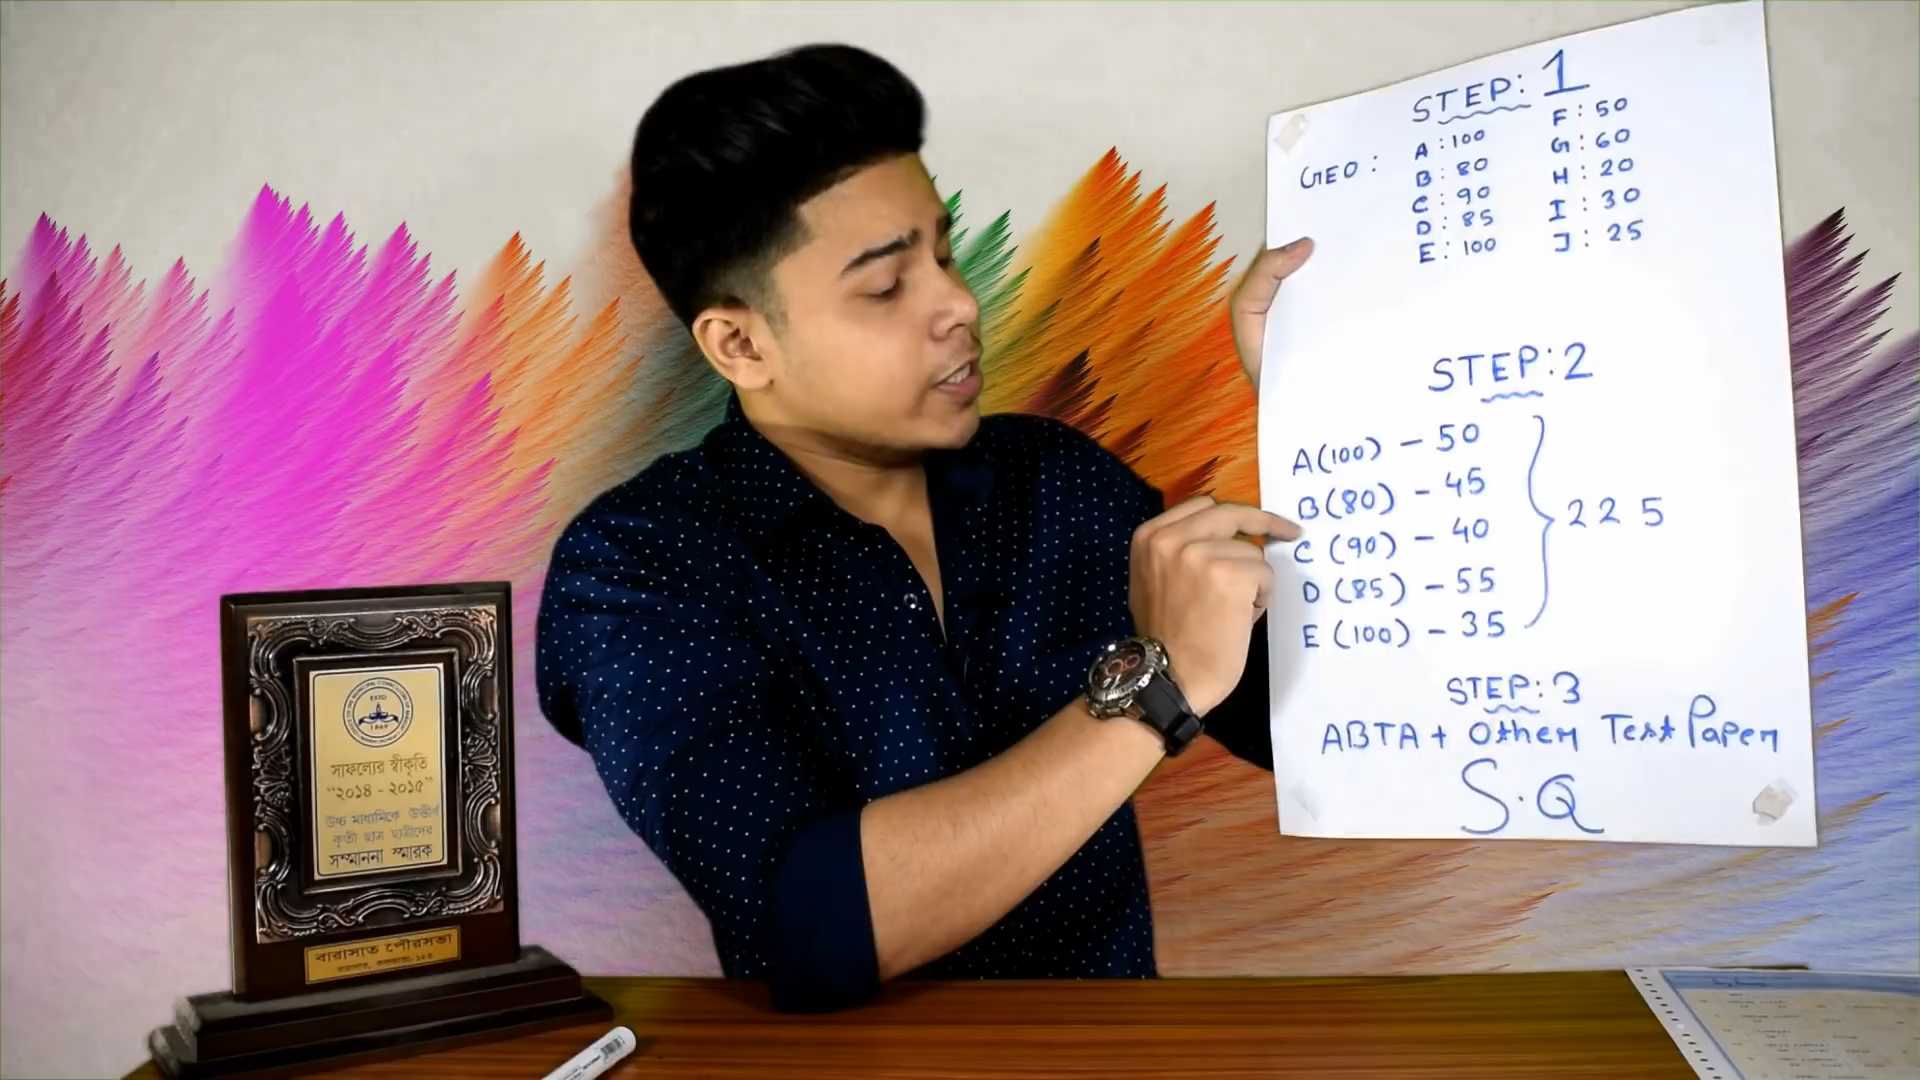 STEP: 1
GEO :
A : 100
B : 80
C : 90
D : 85
E : 100
F : 50
G : 60
H : 20
I : 30
J : 25
STEP: 2
A(100) - 50
B(80) - 45
C (90) - 40
D (85) - 55
E (100) - 35
225
STEP: 3
ABTA + Other Test Paper
S.Q
সাফল্যের স্বীকৃতি
“২০১৪ - ২০১৫”
উচ্চ মাধ্যমিকে উত্তীর্ণ
কৃতী ছাত্র ছাত্রীদের
সম্মাননা স্মারক
বারাসাত পৌরসভা